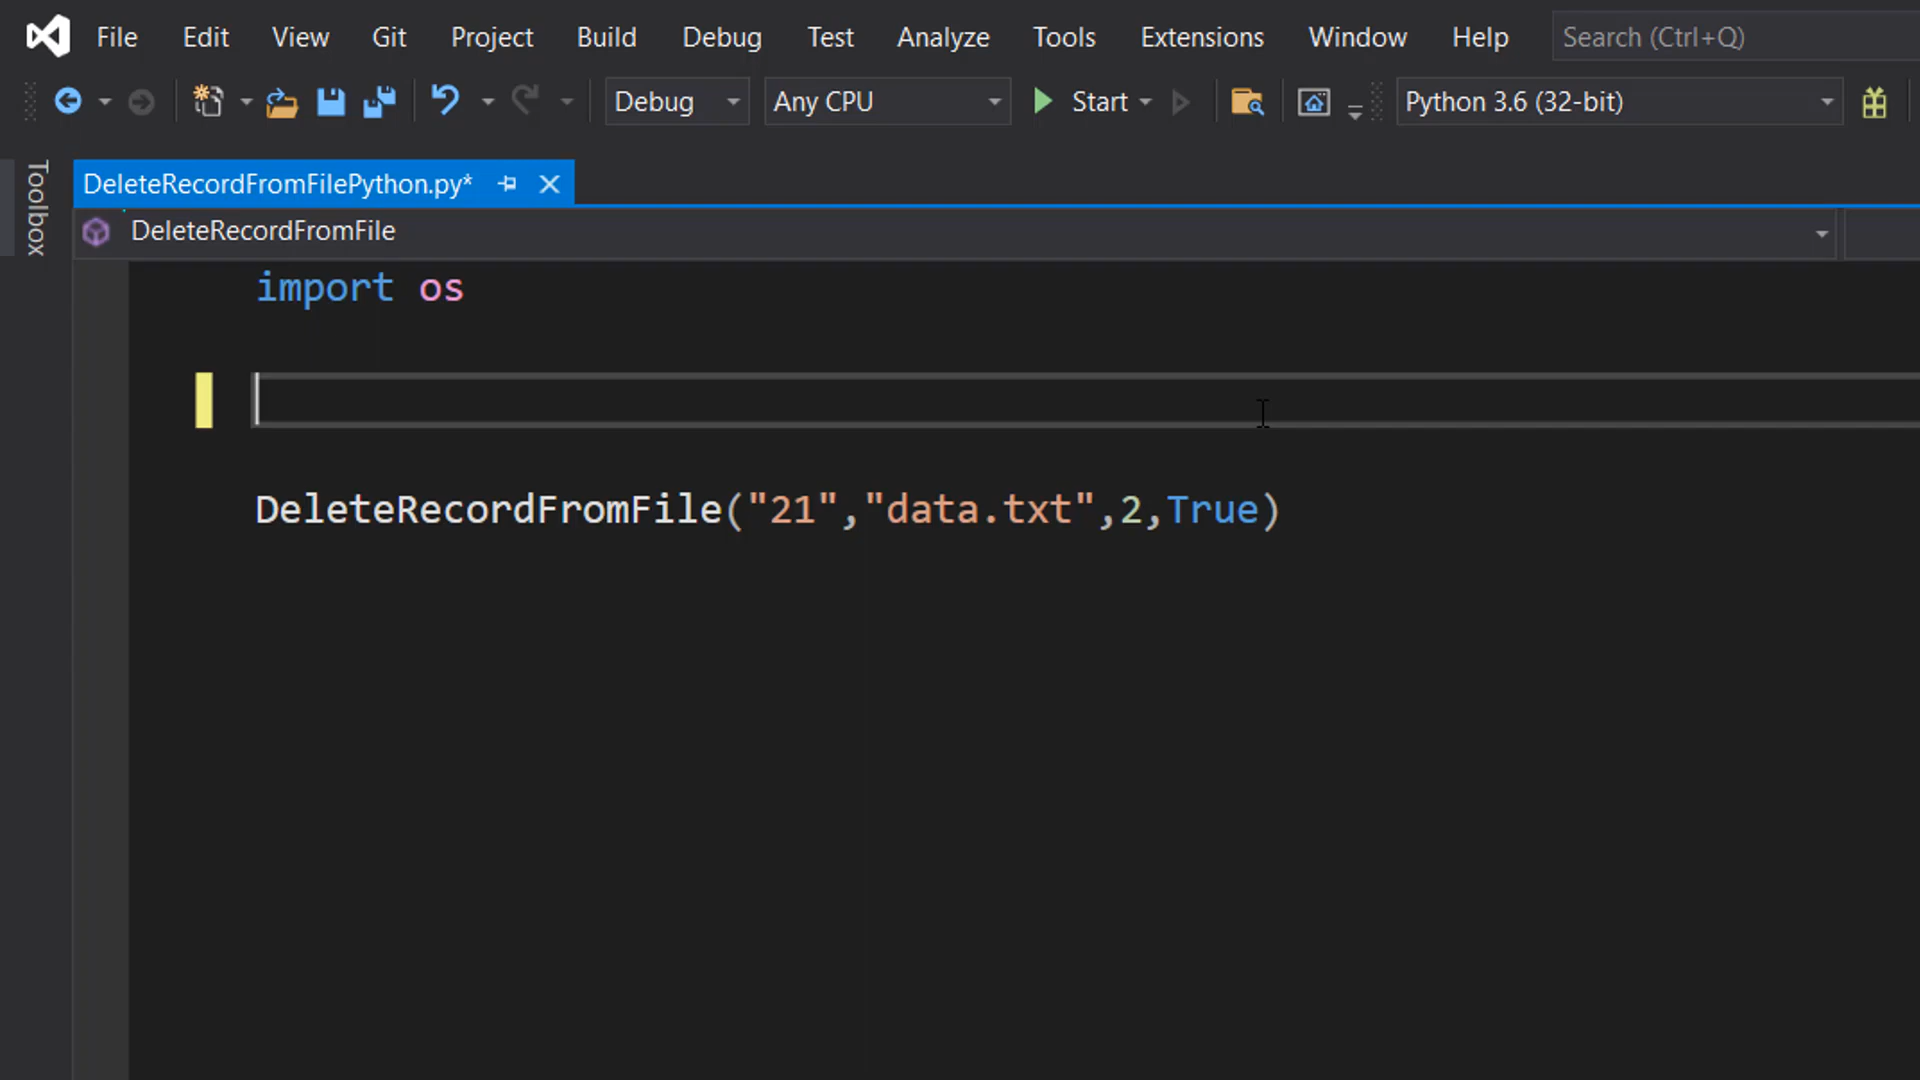 File Edit View Git Project Build Debug Test Analyze Tools Extensions Window Help Search (Ctrl+Q)
Debug Any CPU Start Python 3.6 (32-bit)
Toolbox
DeleteRecordFromFilePython.py*
DeleteRecordFromFile
import os
DeleteRecordFromFile("21","data.txt",2,True)